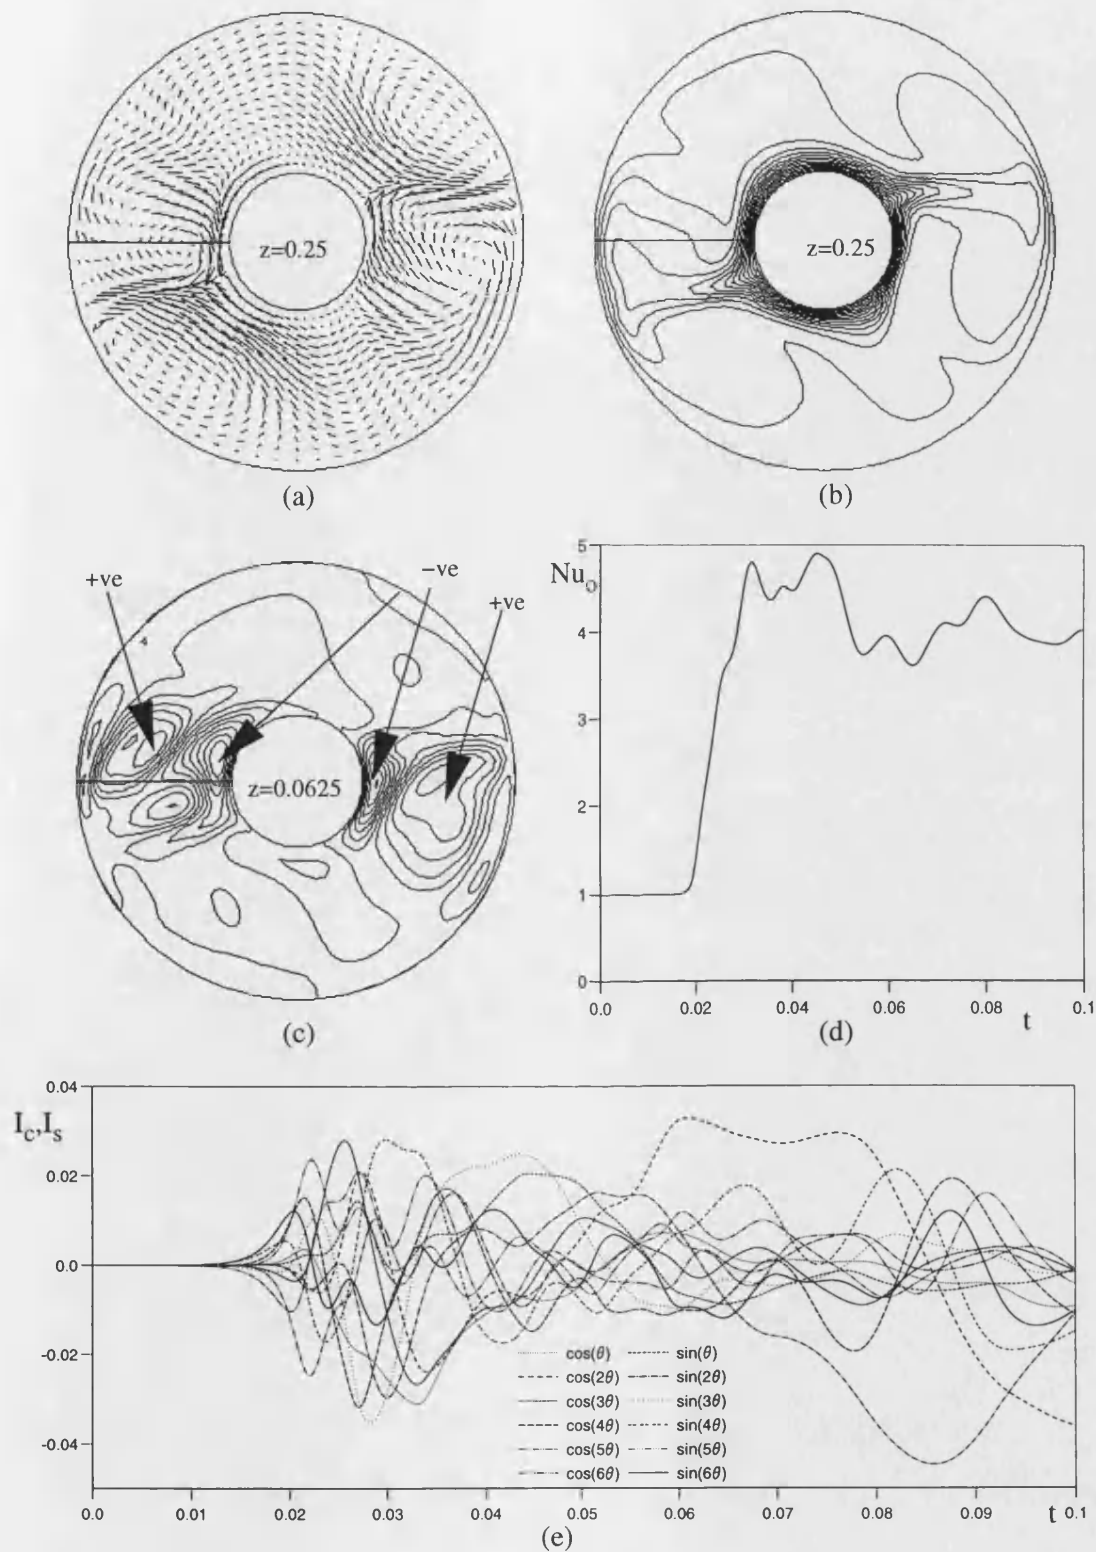 z=0.25
z=0.25
(a)
(b)
+ve
−ve
+ve
z=0.0625
(c)
Nu₀
5
4
3
2
1
0
0.0
0.02
0.04
0.06
0.08
0.1
t
(d)
I_c,I_s
0.04
0.02
0.0
-0.02
-0.04
cos(θ) sin(θ)
cos(2θ) sin(2θ)
cos(3θ) sin(3θ)
cos(4θ) sin(4θ)
cos(5θ) sin(5θ)
cos(6θ) sin(6θ)
0.0 0.01 0.02 0.03 0.04 0.05 0.06 0.07 0.08 0.09 t 0.1
(e)